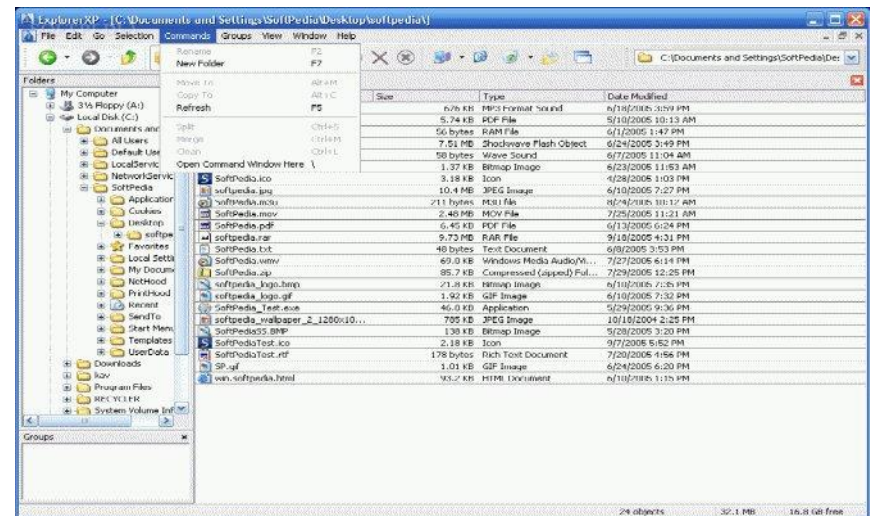 ExplorerXP - [C:\Documents and Settings\SoftPedia\Desktop\softpedia\]
File Edit Go Selection Commands Groups View Window Help
C:\Documents and Settings\SoftPedia\Des
Rename F2
New Folder F7
Move To Alt+M
Copy To Alt+C
Refresh F5
Split Ctrl+S
Merge Ctrl+M
Clean Ctrl+L
Open Command Window Here \
Folders
My Computer
3½ Floppy (A:)
Local Disk (C:)
Documents and
All Users
Default Use
LocalServic
NetworkServic
SoftPedia
Application
Cookies
Desktop
softpe
Favorites
Local Setti
My Docum
NetHood
PrintHood
Recent
SendTo
Start Menu
Templates
UserData
Downloads
kav
Program Files
RECYCLER
System Volume Inf
Groups
Size Type Date Modified
676 KB MP3 Format Sound 6/18/2005 3:59 PM
5.74 KB PDF File 5/10/2005 10:13 AM
56 bytes RAM File 6/1/2005 1:47 PM
7.51 MB Shockwave Flash Object 6/24/2005 3:49 PM
58 bytes Wave Sound 6/7/2005 11:04 AM
1.37 KB Bitmap Image 6/23/2005 11:53 AM
SoftPedia.ico 3.18 KB Icon 4/28/2005 1:03 PM
softpedia.jpg 10.4 MB JPEG Image 6/10/2005 7:27 PM
SoftPedia.m3u 211 bytes M3U file 8/24/2005 10:12 AM
SoftPedia.mov 2.48 MB MOV File 7/25/2005 11:21 AM
SoftPedia.pdf 6.45 KB PDF File 6/13/2005 6:24 PM
softpedia.rar 9.73 MB RAR File 9/18/2005 4:31 PM
SoftPedia.txt 48 bytes Text Document 6/8/2005 3:53 PM
SoftPedia.wmv 69.0 KB Windows Media Audio/Vi... 7/27/2005 6:14 PM
SoftPedia.zip 85.7 KB Compressed (zipped) Fol... 7/29/2005 12:25 PM
softpedia_logo.bmp 21.8 KB Bitmap Image 6/10/2005 7:35 PM
softpedia_logo.gif 1.92 KB GIF Image 6/10/2005 7:32 PM
SoftPedia_Test.exe 46.0 KB Application 5/29/2005 9:36 PM
softpedia_wallpaper_2_1280x10... 785 KB JPEG Image 10/18/2004 2:25 PM
SoftPediaSS.BMP 138 KB Bitmap Image 5/28/2005 3:20 PM
SoftPediaTest.ico 2.18 KB Icon 9/7/2005 5:52 PM
SoftPediaTest.rtf 178 bytes Rich Text Document 7/20/2005 4:56 PM
SP.gif 1.01 KB GIF Image 6/24/2005 6:20 PM
win.softpedia.html 93.2 KB HTML Document 6/10/2005 1:15 PM
24 objects 32.1 MB 16.8 GB free